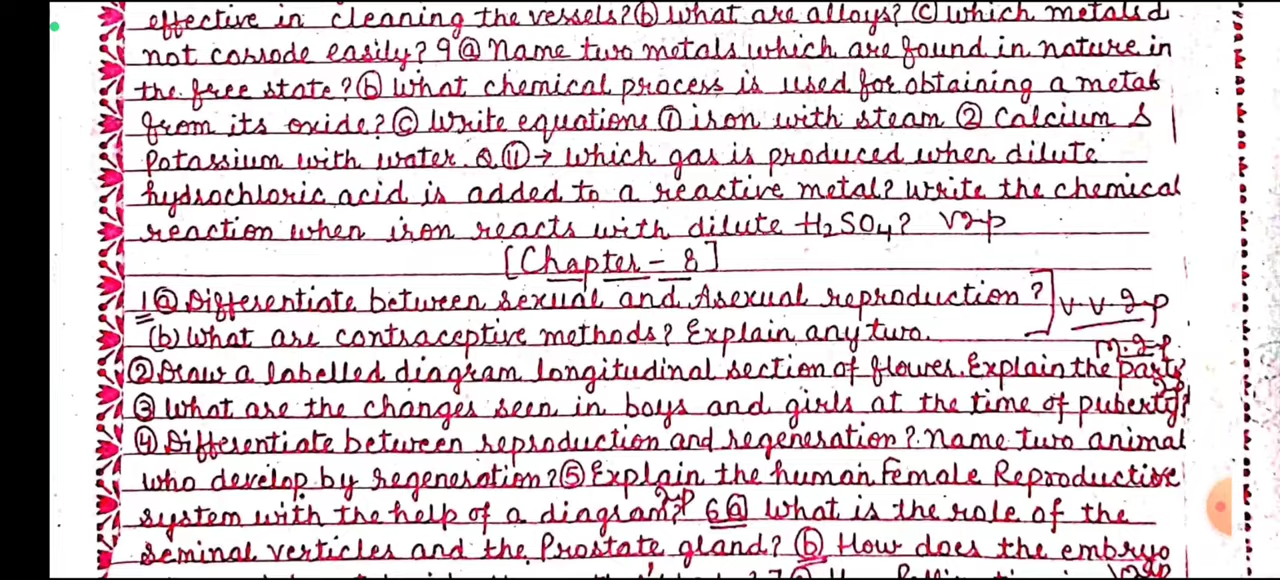 effective in cleaning the vessels? (b) What are alloys? (c) Which metals d
not corrode easily? 9 (a) Name two metals which are found in nature in
the free state? (b) What chemical process is used for obtaining a metal
from its oxide? (c) Write equations (1) iron with steam (2) Calcium &
Potassium with water. Q. (11) → Which gas is produced when dilute
hydrochloric acid is added to a reactive metal? Write the chemical
reaction when iron reacts with dilute H₂SO₄? V2p
[Chapter - 8]
1 (a) Differentiate between sexual and Asexual reproduction?
(b) What are contraceptive methods? Explain any two.
(2) Draw a labelled diagram longitudinal section of flower. Explain the parts
(3) What are the changes seen in boys and girls at the time of puberty?
(4) Differentiate between reproduction and regeneration? Name two animal
who develop by regeneration? (5) Explain the human female Reproductive
system with the help of a diagram? 6 (a) What is the role of the
seminal verticles and the Prostate gland? (b) How does the embryo